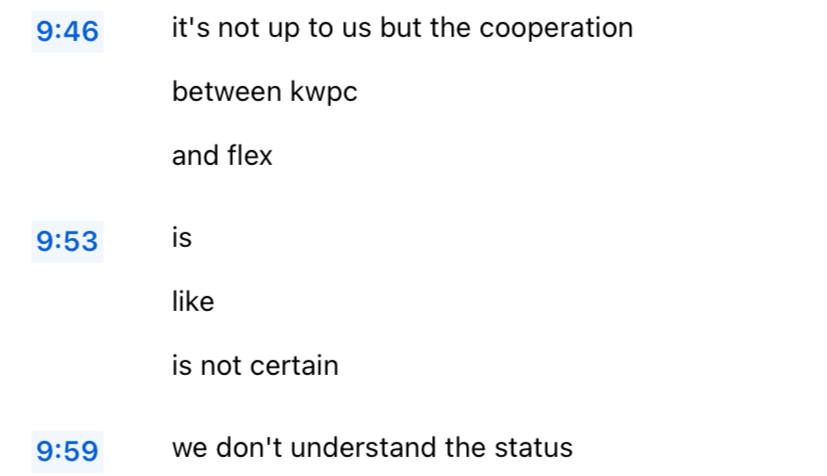 9:46
it's not up to us but the cooperation
between kwpc
and flex
9:53
is
like
is not certain
9:59
we don't understand the status